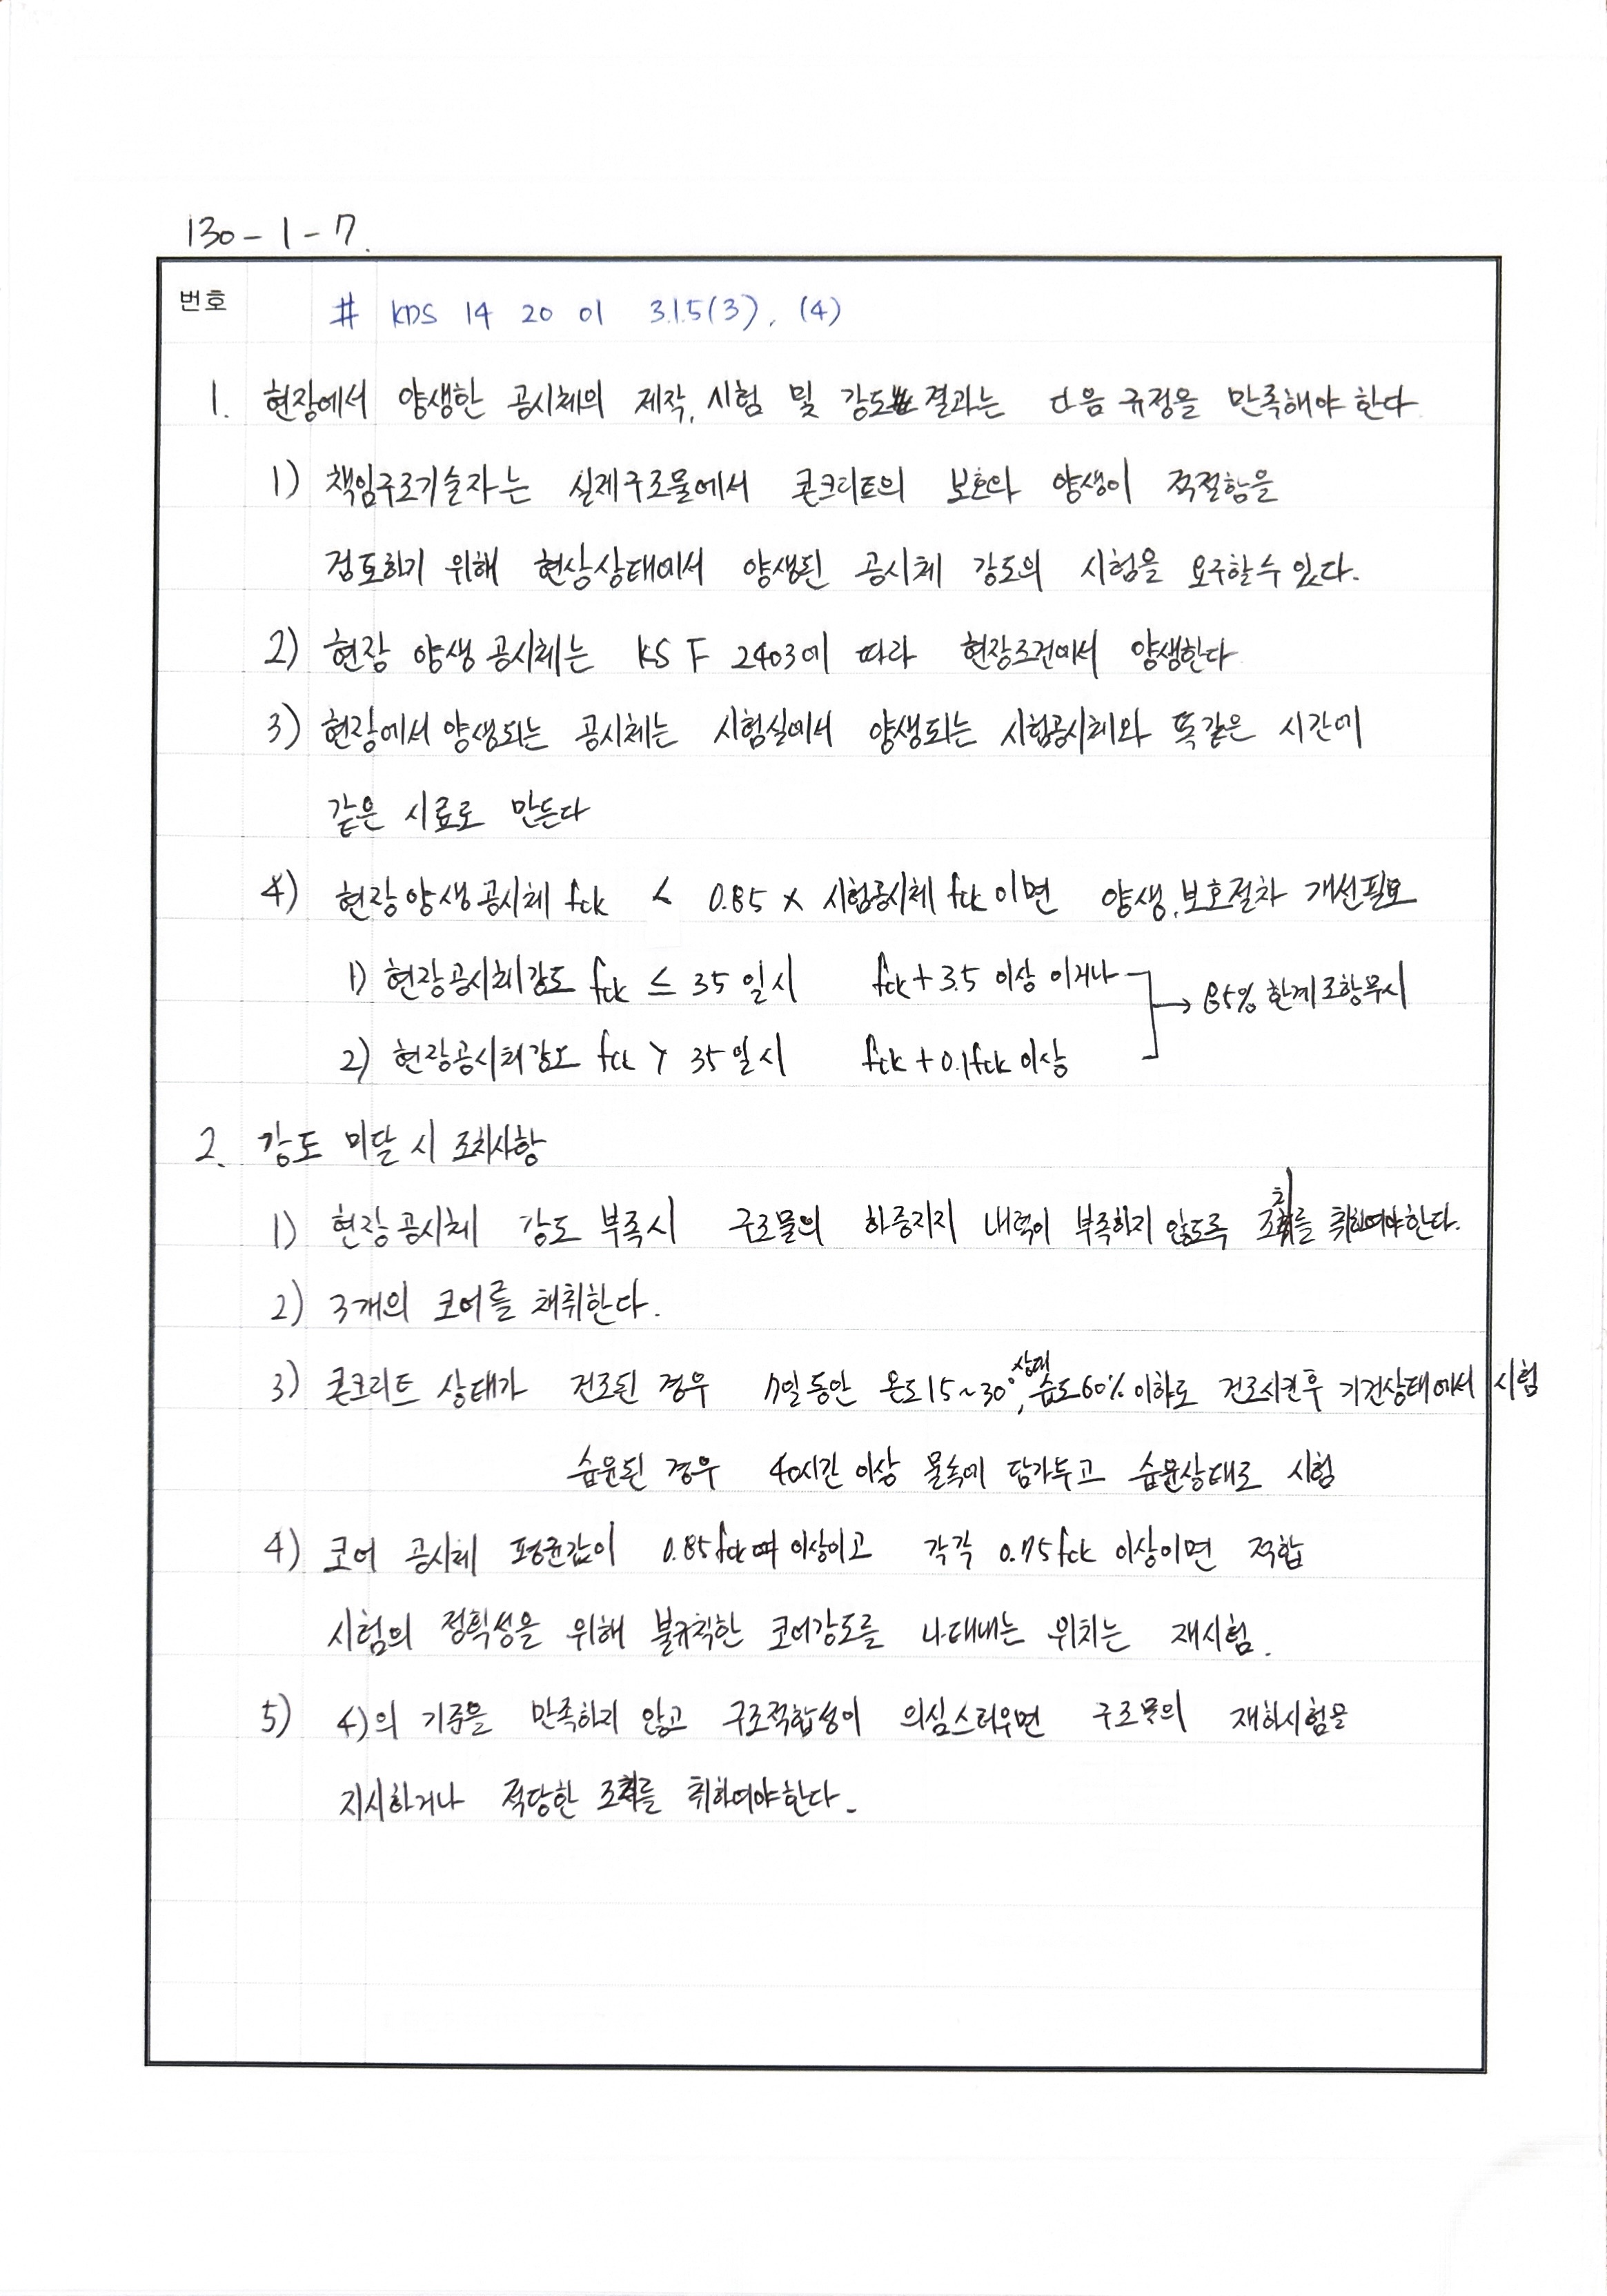 130-1-7.
번호
# KDS 14 20 01 3.1.5(3), (4)
1. 현장에서 양생한 공시체의 제작, 시험 및 강도 결과는 다음 규정을 만족해야 한다
1) 책임구조기술자는 실제구조물에서 콘크리트의 보호와 양생이 적절함을
검토하기 위해 현상상태에서 양생된 공시체 강도의 시험을 요구할 수 있다.
2) 현장 양생 공시체는 KS F 2403에 따라 현장조건에서 양생한다
3) 현장에서 양생되는 공시체는 시험실에서 양생되는 시험공시체와 똑같은 시간에
같은 시료로 만든다
4) 현장양생공시체 fck < 0.85 x 시험공시체 fck 이면 양생, 보호절차 개선필요
1) 현장공시체강도 fck ≤ 35 일시 fck + 3.5 이상 이거나
→ 85% 한계조항무시
2) 현장공시체강도 fck > 35 일시 fck + 0.1fck 이상
2. 강도 미달 시 조치사항
1) 현장공시체 강도 부족시 구조물의 하중지지 내력이 부족하지 않도록 조치를 취하여야한다.
2) 3개의 코어를 채취한다.
3) 콘크리트 상태가 건조된 경우 7일동안 온도 15~30°, 상대습도 60% 이하로 건조시킨후 기건상태에서 시험
습윤된 경우 40시간 이상 물속에 담가두고 습윤상태로 시험
4) 코어 공시체 평균값이 0.85fck 이상이고 각각 0.75fck 이상이면 적합
시험의 정확성을 위해 불규칙한 코어강도를 나타내는 위치는 재시험.
5) 4)의 기준을 만족하지 않고 구조적합성이 의심스러우면 구조물의 재하시험을
지시하거나 적당한 조치를 취하여야한다.